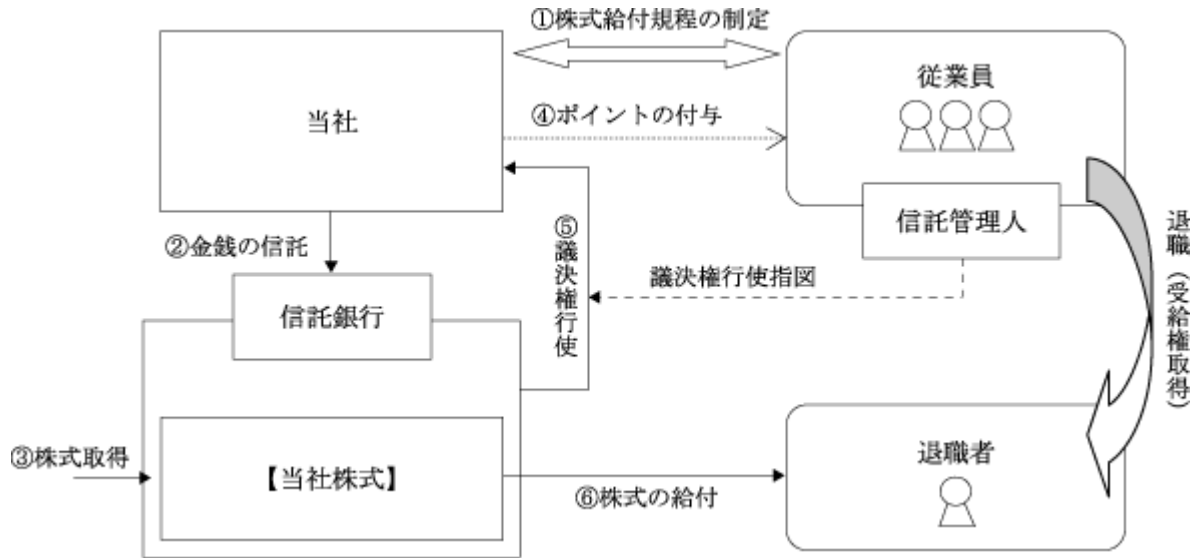 ①株式給付規程の制定
従業員
当社
④ポイントの付与
信託管理人
②金銭の信託
⑤議決権行使
議決権行使指図
退職（受給権取得）
信託銀行
③株式取得
【当社株式】
⑥株式の給付
退職者